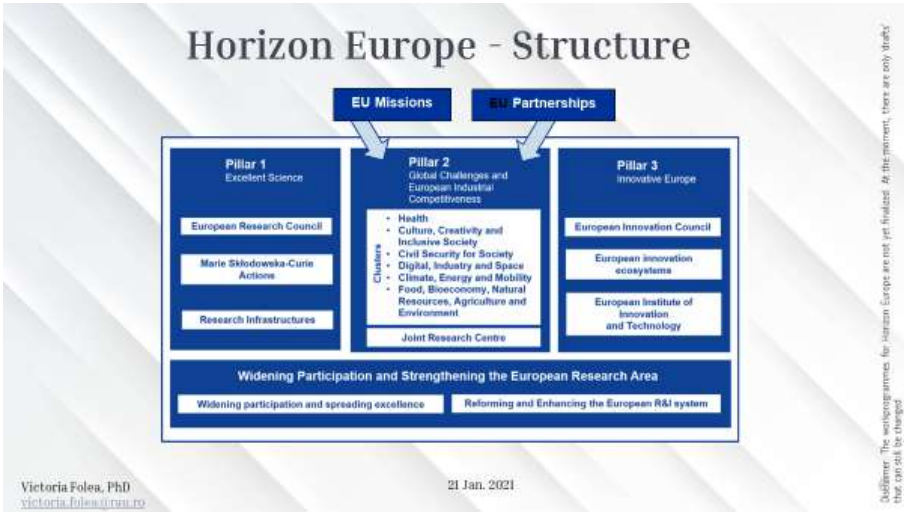 Horizon Europe - Structure
EU Missions
EU Partnerships
Pillar 1
Excellent Science
European Research Council
Marie Skłodowska-Curie
Actions
Research Infrastructures
Pillar 2
Global Challenges and
European Industrial
Competitiveness
Clusters
• Health
• Culture, Creativity and
Inclusive Society
• Civil Security for Society
• Digital, Industry and Space
• Climate, Energy and Mobility
• Food, Bioeconomy, Natural
Resources, Agriculture and
Environment
Joint Research Centre
Pillar 3
Innovative Europe
European Innovation Council
European innovation
ecosystems
European Institute of
Innovation
and Technology
Widening Participation and Strengthening the European Research Area
Widening participation and spreading excellence
Reforming and Enhancing the European R&I system
Victoria Folea, PhD
victoria.folea@rau.ro
21 Jan. 2021
Disclaimer: The workprogrammes for Horizon Europe are not yet finalized. At the moment, there are only 'drafts'
that can still be changed